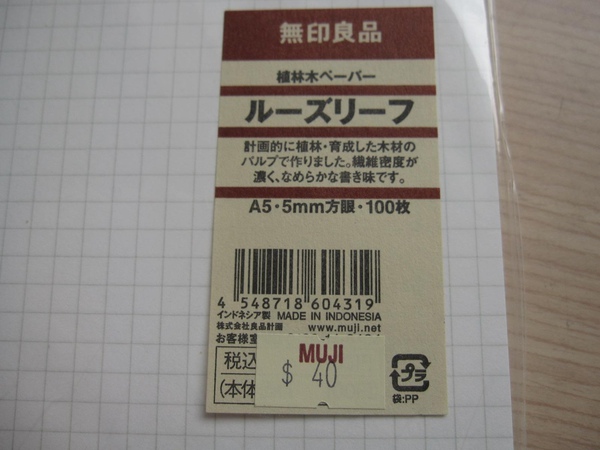 無印良品
植林木ペーパー
ルーズリーフ
計画的に植林・育成した木材の
パルプで作りました。繊維密度が
濃く、なめらかな書き味です。
A5・5mm方眼・100枚
4 548718 604319
インドネシア製 MADE IN INDONESIA
株式会社良品計画 www.muji.net
お客様室
税込
(本体
MUJI
$ 40
プラ
袋:PP